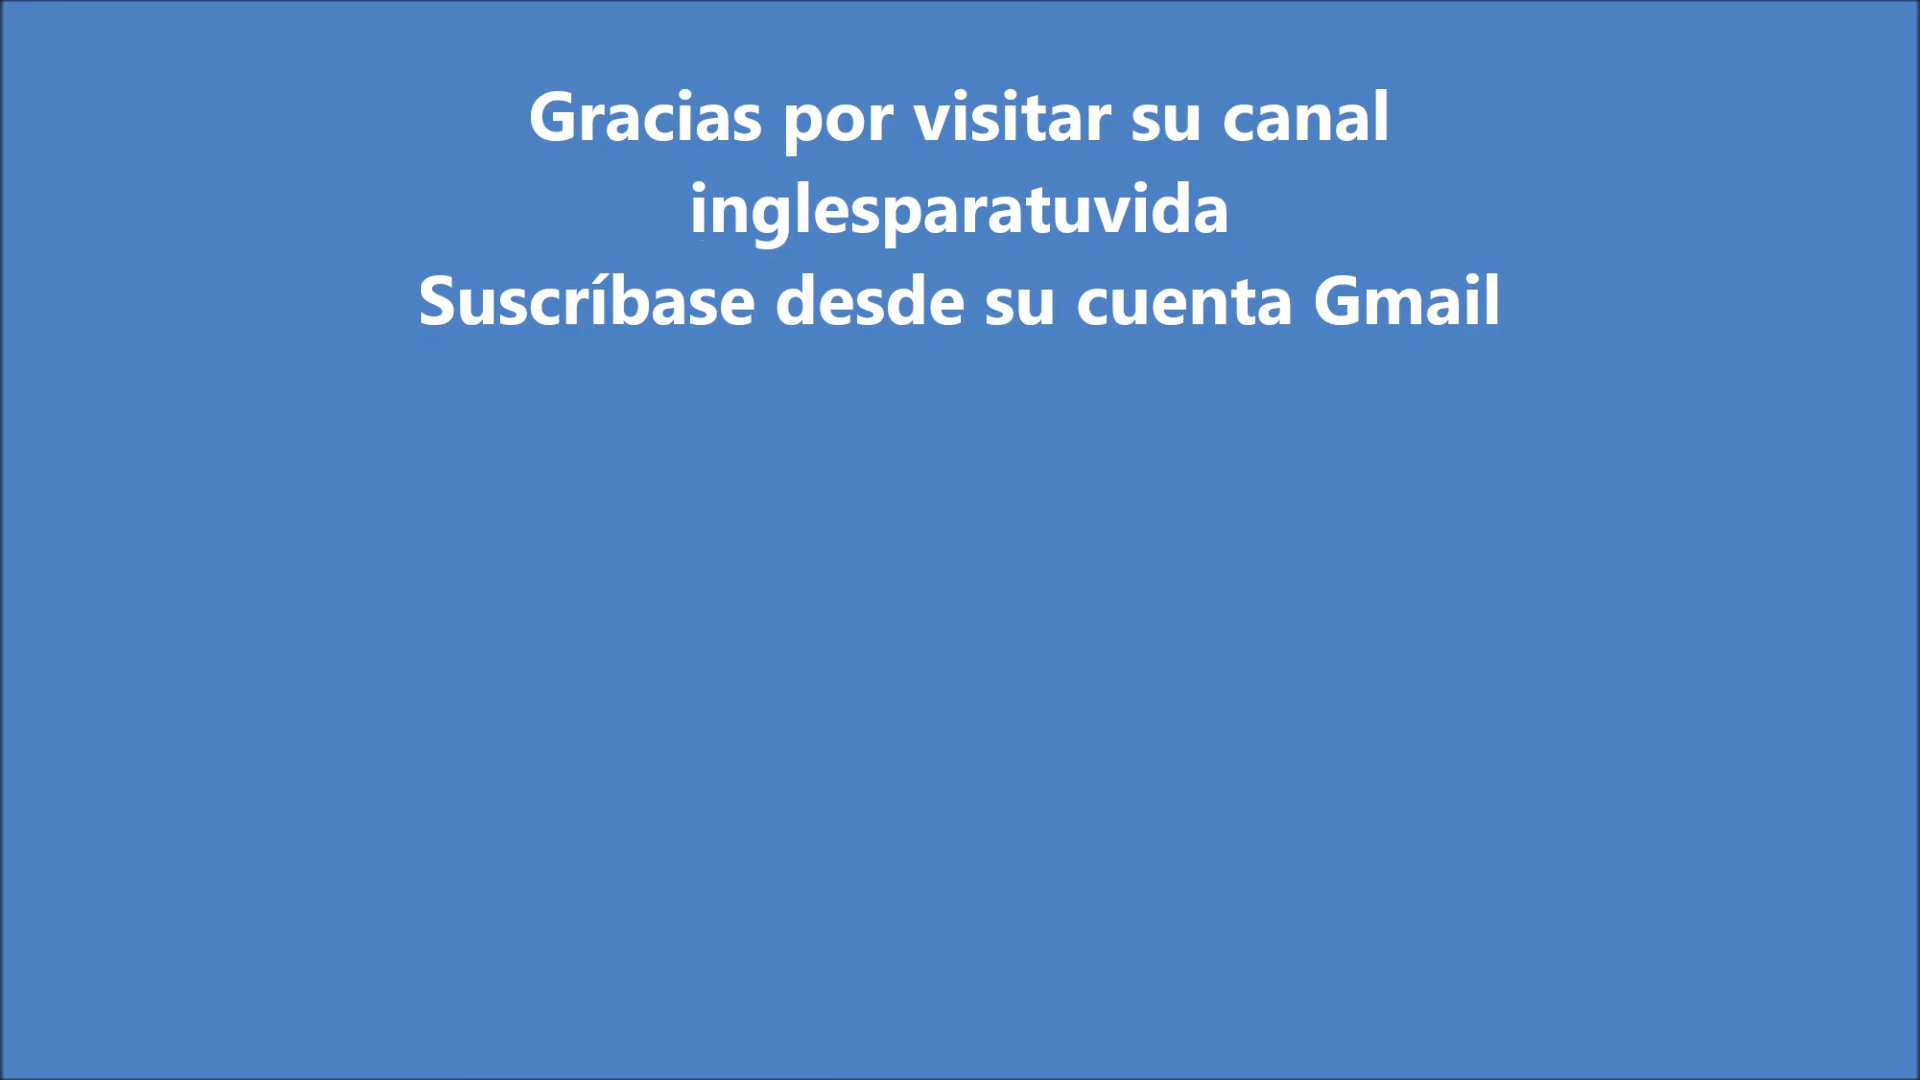 Gracias por visitar su canal
inglesparatuvida
Suscríbase desde su cuenta Gmail